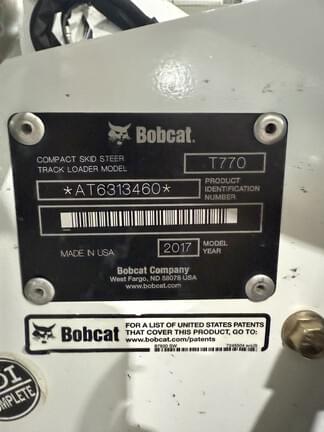 Bobcat.
COMPACT SKID STEER
TRACK LOADER MODEL
T770
*AT6313460*
PRODUCT
IDENTIFICATION
NUMBER
MADE IN USA
2017
MODEL
YEAR
Bobcat Company
West Fargo, ND 58078 USA
www.bobcat.com
Bobcat
FOR A LIST OF UNITED STATES PATENTS
THAT COVER THIS PRODUCT, GO TO:
www.bobcat.com/patents
DI
COMPLETE